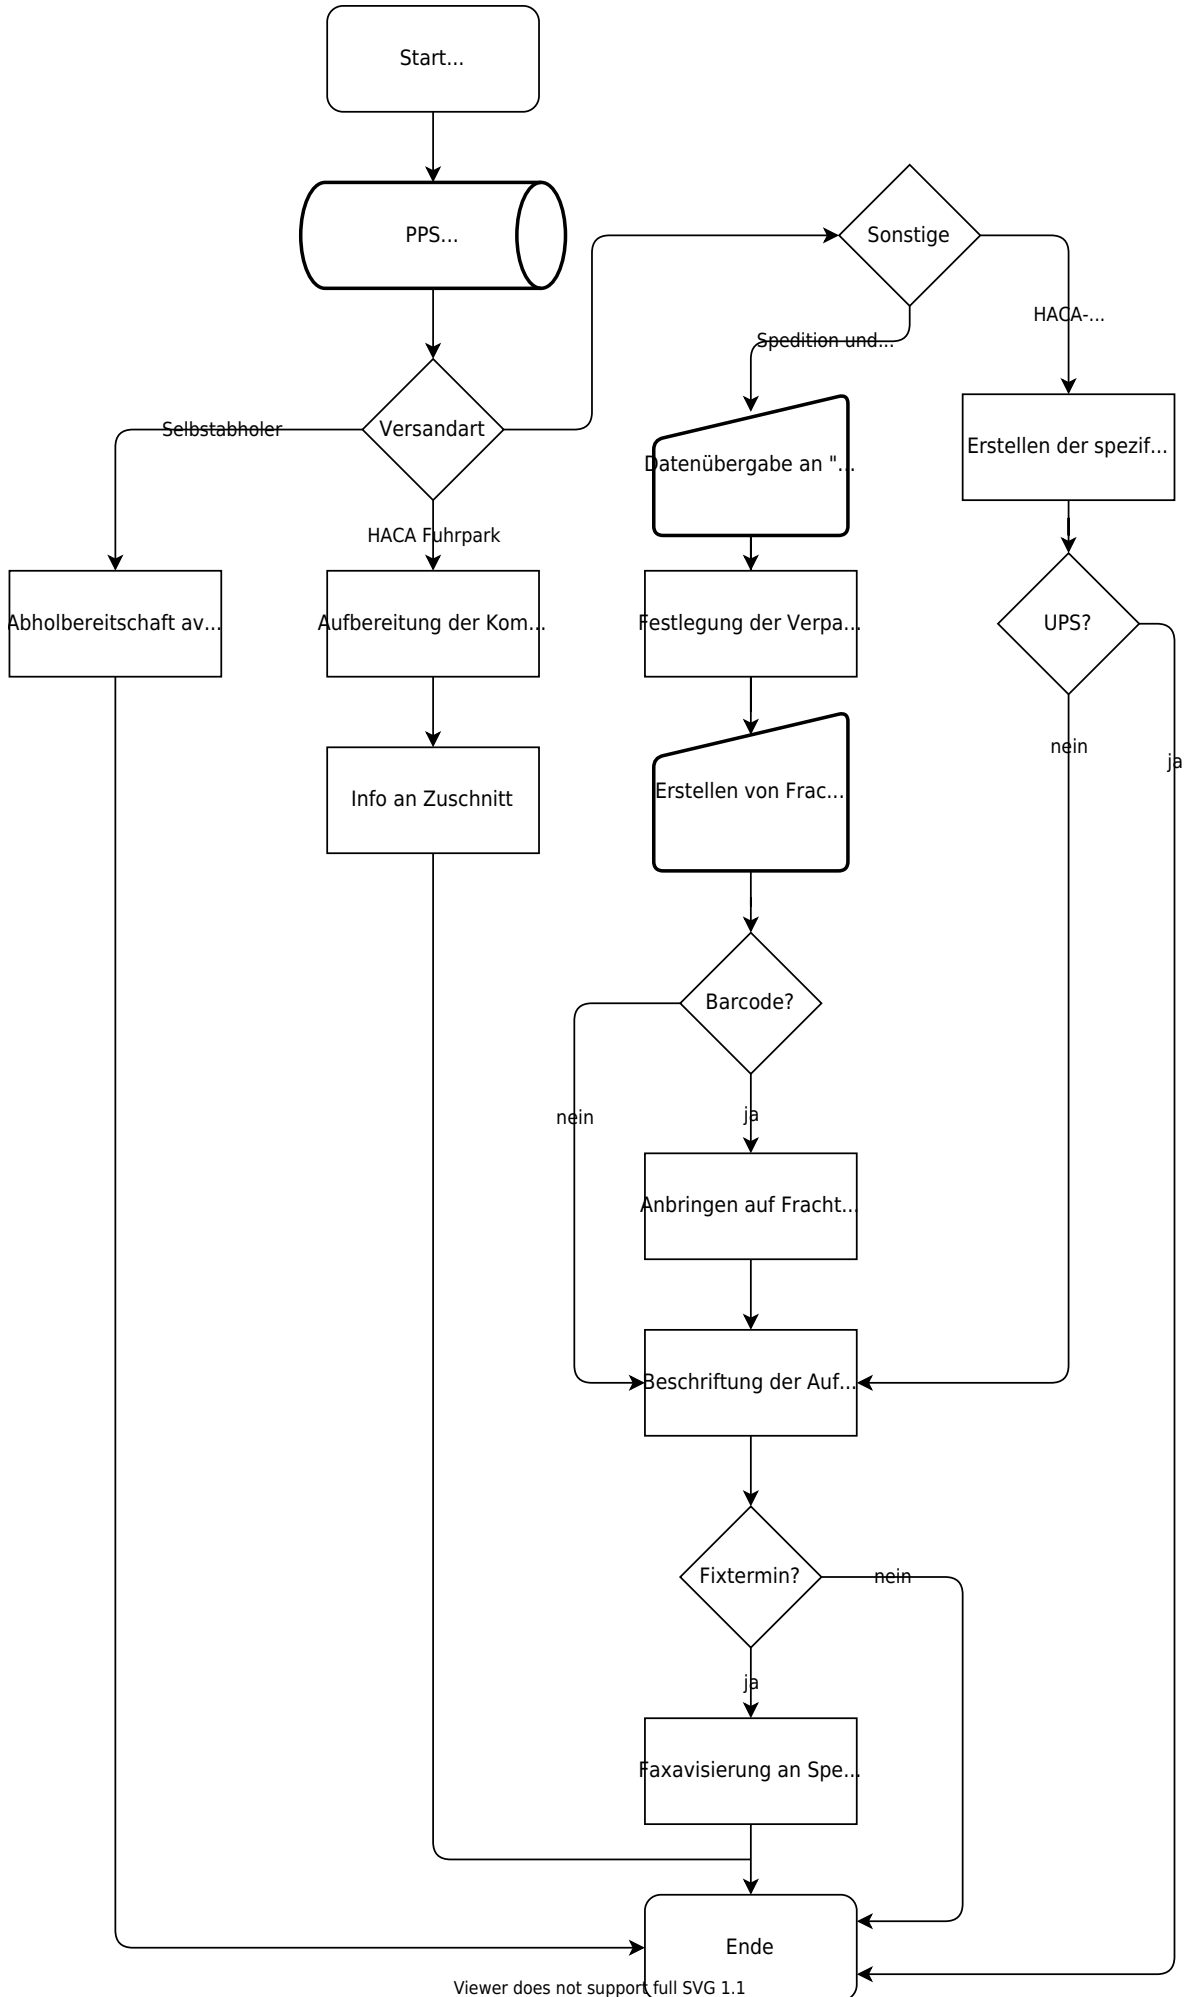 Start...
PPS...
Sonstige
HACA-...
Spedition und...
Selbstabholer
Versandart
Erstellen der spezif...
Datenübergabe an "...
HACA Fuhrpark
Abholbereitschaft av...
Aufbereitung der Kom...
Festlegung der Verpa...
UPS?
nein
ja
Info an Zuschnitt
Erstellen von Frac...
Barcode?
nein
ja
Anbringen auf Fracht...
Beschriftung der Auf...
Fixtermin?
nein
ja
Faxavisierung an Spe...
Ende
Viewer does not support full SVG 1.1